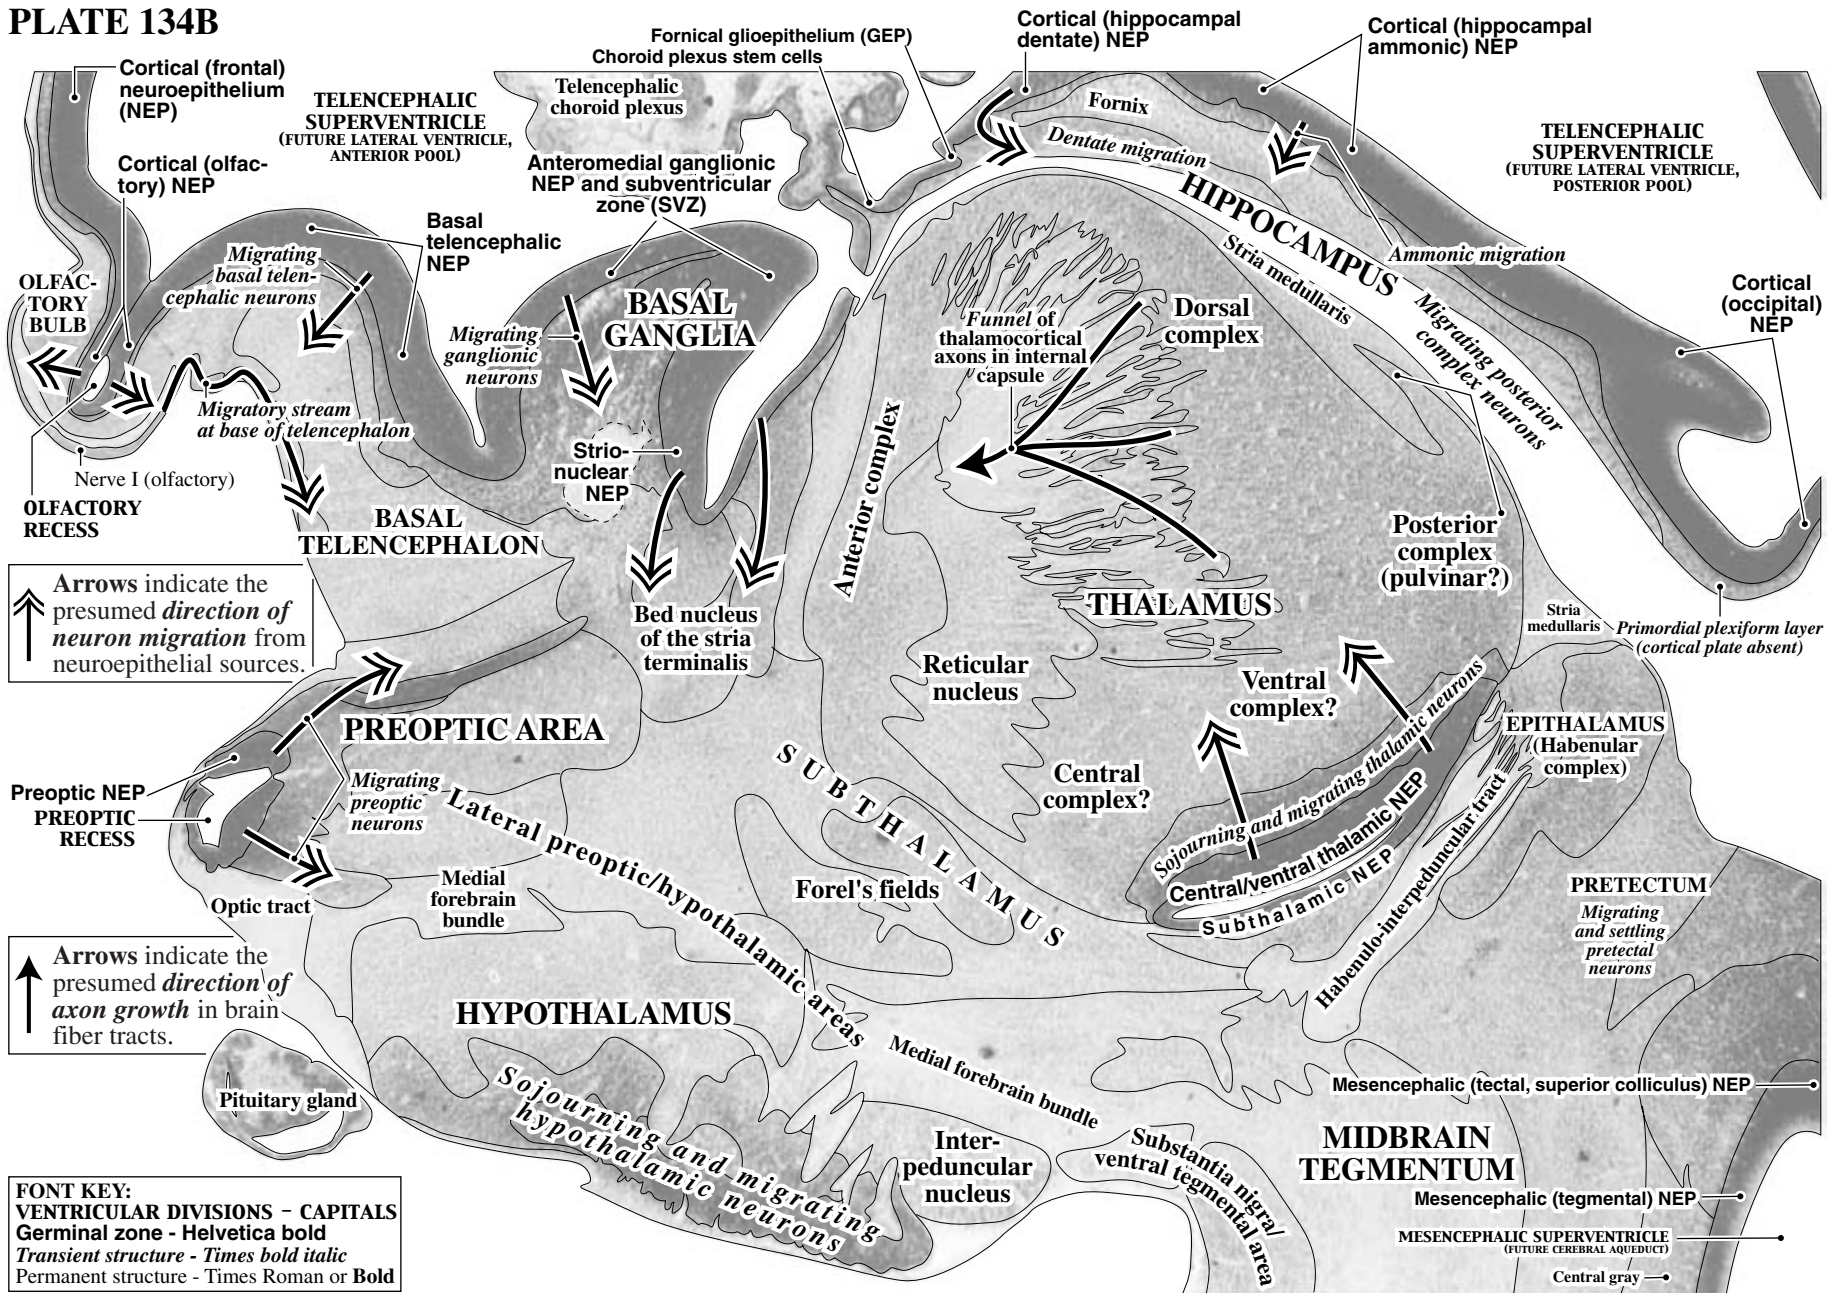 PLATE 134B
Cortical (frontal)
neuroepithelium
(NEP)
TELENCEPHALIC
SUPERVENTRICLE
(FUTURE LATERAL VENTRICLE,
ANTERIOR POOL)
Fornical glioepithelium (GEP)
Choroid plexus stem cells
Telencephalic
choroid plexus
Cortical (hippocampal
dentate) NEP
Cortical (hippocampal
ammonic) NEP
Fornix
Dentate migration
TELENCEPHALIC
SUPERVENTRICLE
(FUTURE LATERAL VENTRICLE,
POSTERIOR POOL)
Cortical (olfac-
tory) NEP
Anteromedial ganglionic
NEP and subventricular
zone (SVZ)
Basal
telencephalic
NEP
Migrating
basal telen-
cephalic neurons
OLFAC-
TORY
BULB
HIPPOCAMPUS
Ammonic migration
Stria medullaris
Migrating posterior
complex neurons
Cortical
(occipital)
NEP
BASAL
GANGLIA
Migrating
ganglionic
neurons
Funnel of
thalamocortical
axons in internal
capsule
Dorsal
complex
Migratory stream
at base of telencephalon
Nerve I (olfactory)
OLFACTORY
RECESS
Strio-
nuclear
NEP
Anterior complex
BASAL
TELENCEPHALON
Posterior
complex
(pulvinar?)
Arrows indicate the
presumed direction of
neuron migration from
neuroepithelial sources.
Bed nucleus
of the stria
terminalis
THALAMUS
Stria
medullaris
Primordial plexiform layer
(cortical plate absent)
Reticular
nucleus
Ventral
complex?
PREOPTIC AREA
EPITHALAMUS
(Habenular
complex)
Sojourning and migrating thalamic neurons
Central
complex?
Preoptic NEP
PREOPTIC
RECESS
Migrating
preoptic
neurons
Lateral preoptic/hypothalamic areas
SUBTHALAMUS
Central/ventral thalamic NEP
Subthalamic NEP
Habenulo-interpeduncular tract
Optic tract
Medial
forebrain
bundle
Forel's fields
PRETECTUM
Migrating
and settling
pretectal
neurons
Arrows indicate the
presumed direction of
axon growth in brain
fiber tracts.
HYPOTHALAMUS
Medial forebrain bundle
Pituitary gland
Sojourning and migrating
hypothalamic neurons
Mesencephalic (tectal, superior colliculus) NEP
Inter-
peduncular
nucleus
Substantia nigra/
ventral tegmental area
MIDBRAIN
TEGMENTUM
Mesencephalic (tegmental) NEP
MESENCEPHALIC SUPERVENTRICLE
(FUTURE CEREBRAL AQUEDUCT)
Central gray
FONT KEY:
VENTRICULAR DIVISIONS – CAPITALS
Germinal zone - Helvetica bold
Transient structure - Times bold italic
Permanent structure - Times Roman or Bold